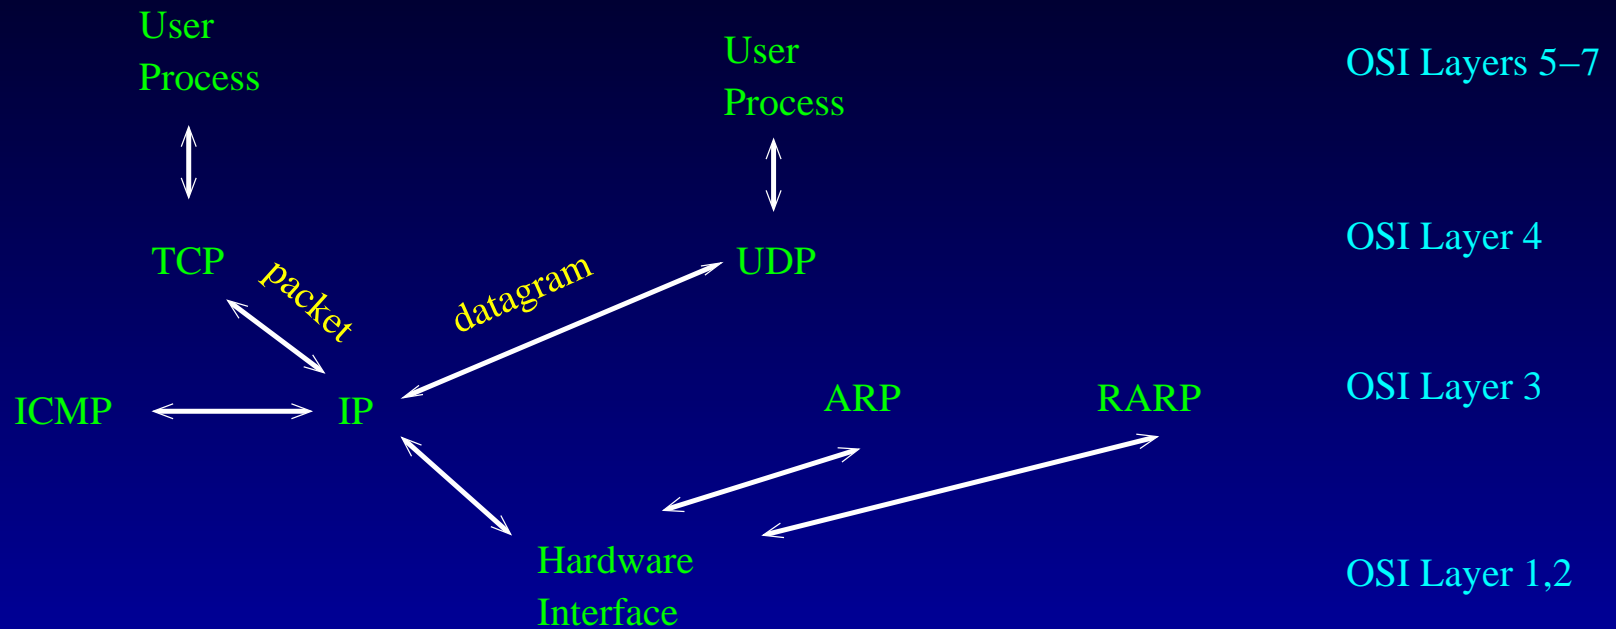 User
Process
User
Process
OSI Layers 5–7
TCP
packet
datagram
UDP
OSI Layer 4
ICMP
IP
ARP
RARP
OSI Layer 3
Hardware
Interface
OSI Layer 1,2